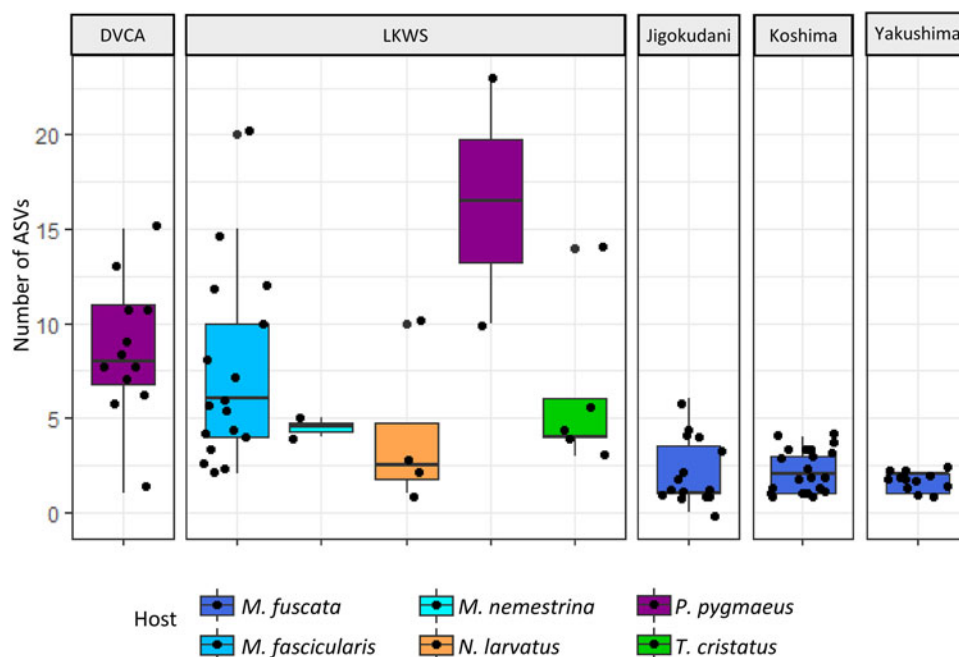 DVCA LKWS Jigokudani Koshima Yakushima
Number of ASVs
20
15
10
5
0
Host
M. fuscata M. nemestrina P. pygmaeus
M. fascicularis N. larvatus T. cristatus